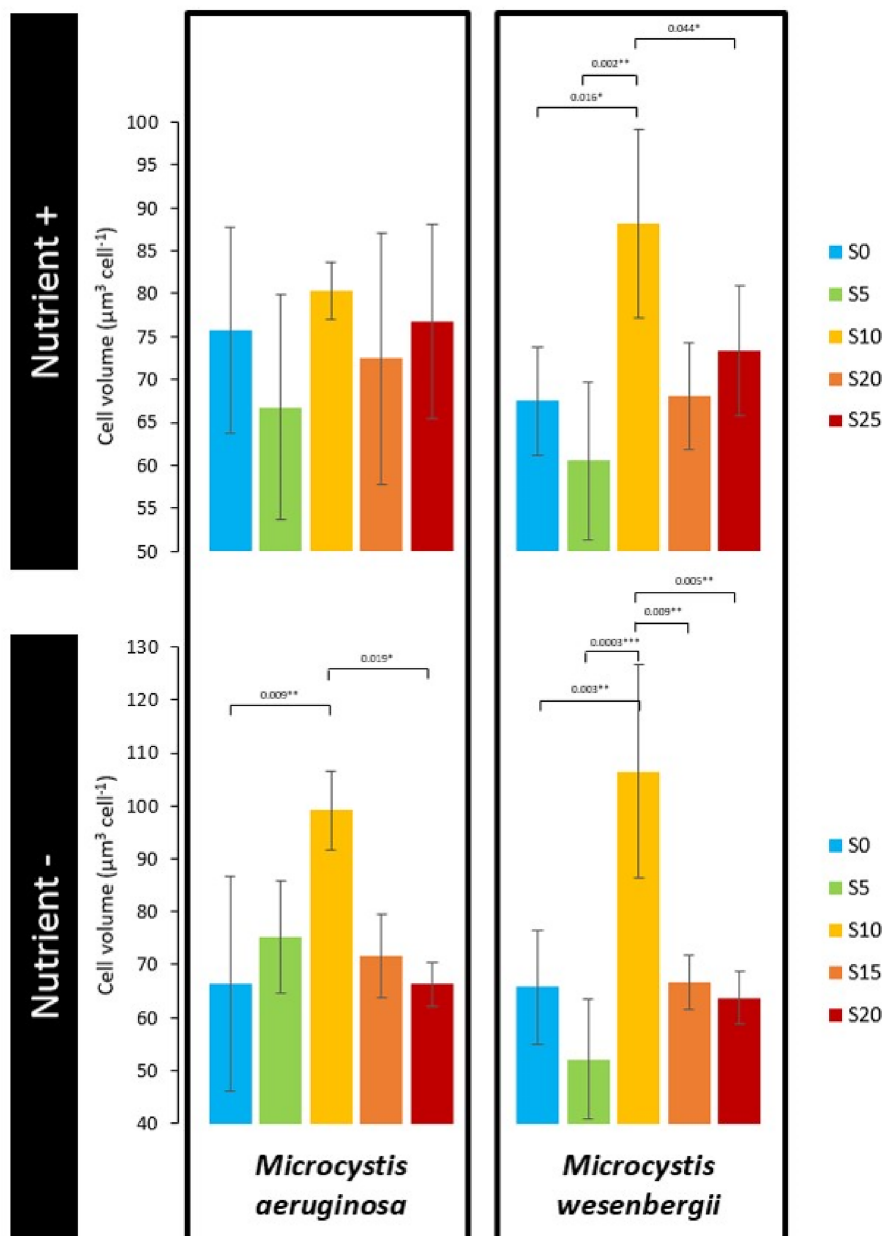 Nutrient +
Cell volume (µm³ cell⁻¹)
100
95
90
85
80
75
70
65
60
55
50
0.044*
0.002**
0.016*
S0
S5
S10
S20
S25
Nutrient -
Cell volume (µm³ cell⁻¹)
130
120
110
100
90
80
70
60
50
40
0.019*
0.009**
0.005**
0.009**
0.0003***
0.003**
S0
S5
S10
S15
S20
Microcystis
aeruginosa
Microcystis
wesenbergii